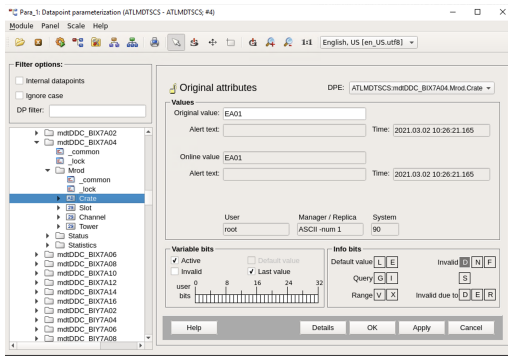 Para_1: Datapoint parameterization (ATLMDTSCS - ATLMDTSCS; #4)
Module Panel Scale Help
1:1 English, US [en_US.utf8]
Filter options:
Internal datapoints
Ignore case
DP filter:
mdtDDC_BIX7A02
mdtDDC_BIX7A04
_common
_lock
Mrod
_common
_lock
Crate
Slot
Channel
Tower
Status
Statistics
mdtDDC_BIX7A06
mdtDDC_BIX7A08
mdtDDC_BIX7A10
mdtDDC_BIX7A12
mdtDDC_BIX7A14
mdtDDC_BIX7A16
mdtDDC_BIY7A02
mdtDDC_BIY7A04
mdtDDC_BIY7A06
mdtDDC_BIY7A08
Original attributes
DPE: ATLMDTSCS:mdtDDC_BIX7A04.Mrod.Crate
Values
Original value: EA01
Alert text: Time: 2021.03.02 10:26:21.165
Online value EA01
Alert text: Time: 2021.03.02 10:26:21.165
User Manager / Replica System
root ASCII -num 1 90
Variable bits
Active Default value
Invalid Last value
user bits 0 8 16 24 32
Info bits
Default value L E Invalid D N F
Query G I S
Range V X Invalid due to D E R
Help Details OK Apply Cancel